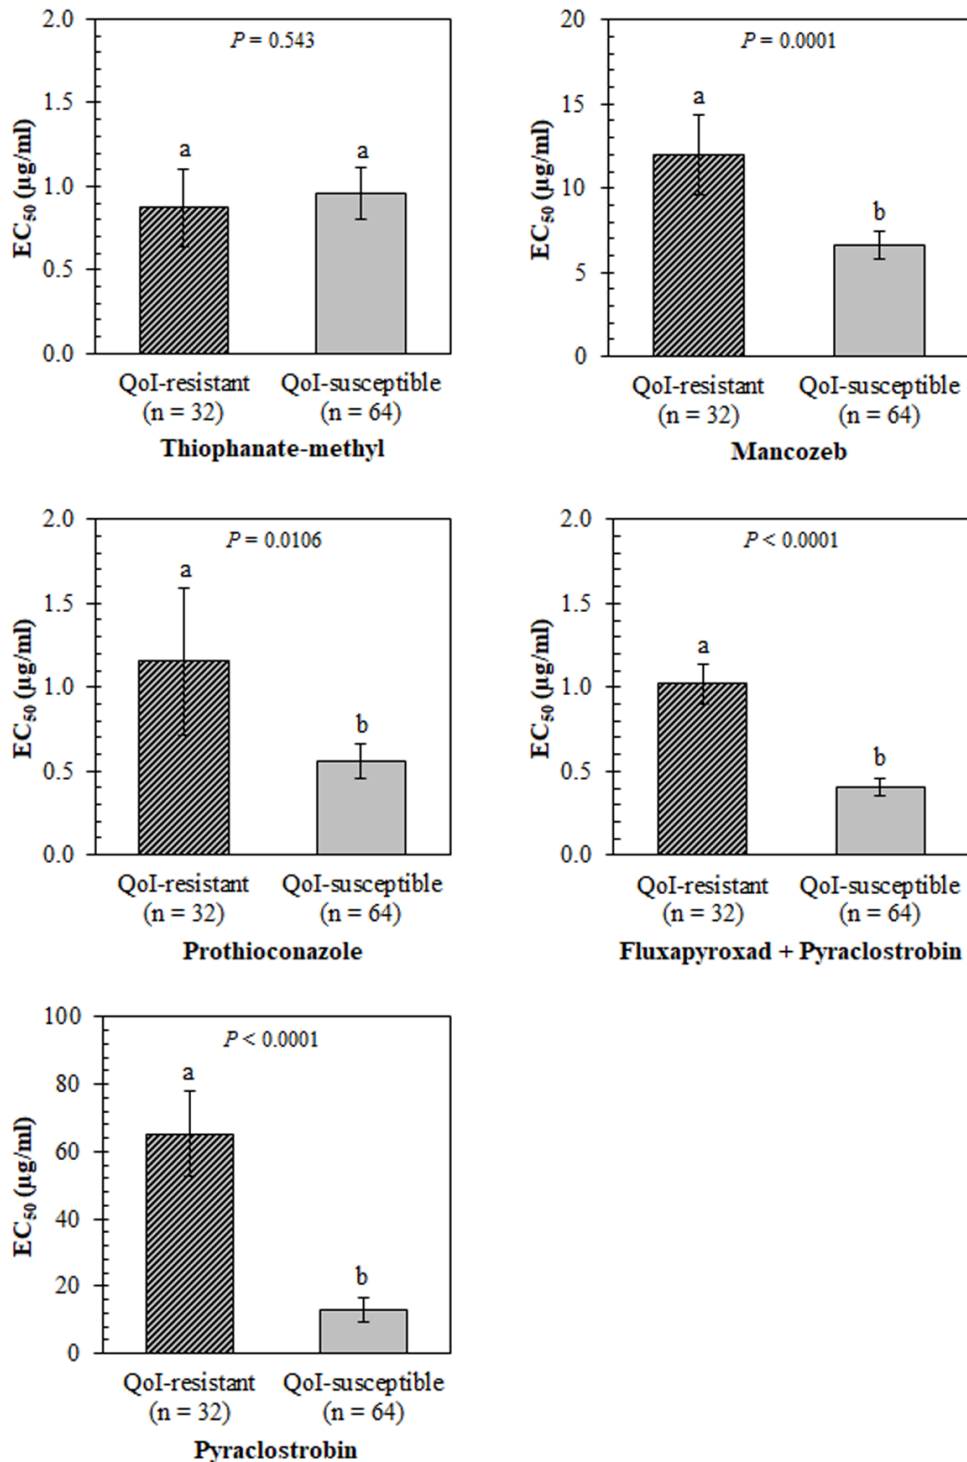 P = 0.543
EC50 (µg/ml)
2.0
1.5
1.0
0.5
0.0
a
a
QoI-resistant
(n = 32)
QoI-susceptible
(n = 64)
Thiophanate-methyl
P = 0.0001
EC50 (µg/ml)
20
15
10
5
0
a
b
QoI-resistant
(n = 32)
QoI-susceptible
(n = 64)
Mancozeb
P = 0.0106
EC50 (µg/ml)
2.0
1.5
1.0
0.5
0.0
a
b
QoI-resistant
(n = 32)
QoI-susceptible
(n = 64)
Prothioconazole
P < 0.0001
EC50 (µg/ml)
2.0
1.5
1.0
0.5
0.0
a
b
QoI-resistant
(n = 32)
QoI-susceptible
(n = 64)
Fluxapyroxad + Pyraclostrobin
P < 0.0001
EC50 (µg/ml)
100
80
60
40
20
0
a
b
QoI-resistant
(n = 32)
QoI-susceptible
(n = 64)
Pyraclostrobin